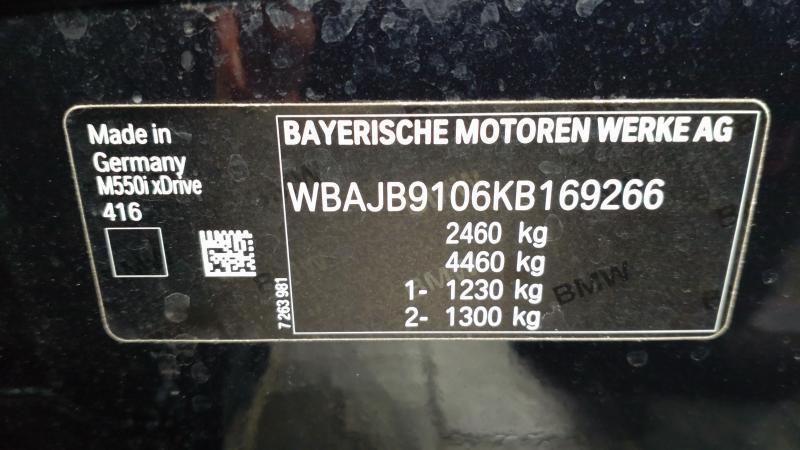 Made in
Germany
M550i xDrive
416
BAYERISCHE MOTOREN WERKE AG
WBAJB9106KB169266
2460 kg
4460 kg
1- 1230 kg
2- 1300 kg
7 263 981
BMW
BMW